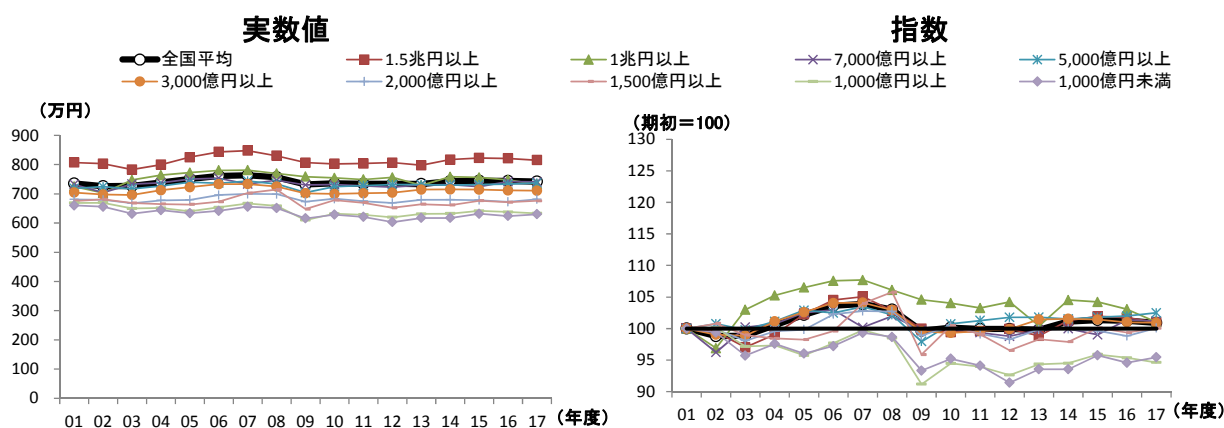 実数値
指数
全国平均 1.5兆円以上 1兆円以上 7,000億円以上 5,000億円以上
3,000億円以上 2,000億円以上 1,500億円以上 1,000億円以上 1,000億円未満
(万円)
900
800
700
600
500
400
300
200
100
0
01 02 03 04 05 06 07 08 09 10 11 12 13 14 15 16 17 (年度)
(期初=100)
130
125
120
115
110
105
100
95
90
01 02 03 04 05 06 07 08 09 10 11 12 13 14 15 16 17 (年度)